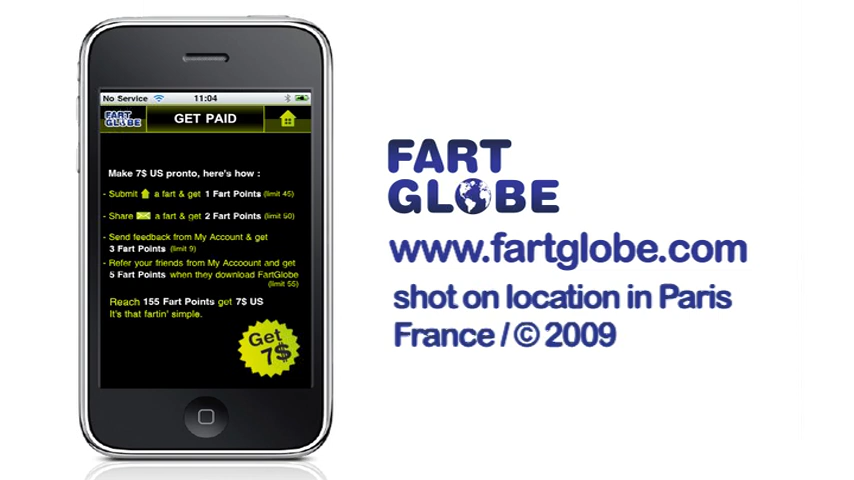 No Service 11:04
FART
GLOBE
GET PAID
Make 7$ US pronto, here's how :
- Submit a fart & get 1 Fart Points (limit 45)
- Share a fart & get 2 Fart Points (limit 50)
- Send feedback from My Account & get
3 Fart Points (limit 9)
- Refer your friends from My Account and get
5 Fart Points when they download FartGlobe
(limit 55)
Reach 155 Fart Points get 7$ US
It's that fartin' simple.
Get
7$
FART
GLOBE
www.fartglobe.com
shot on location in Paris
France / © 2009